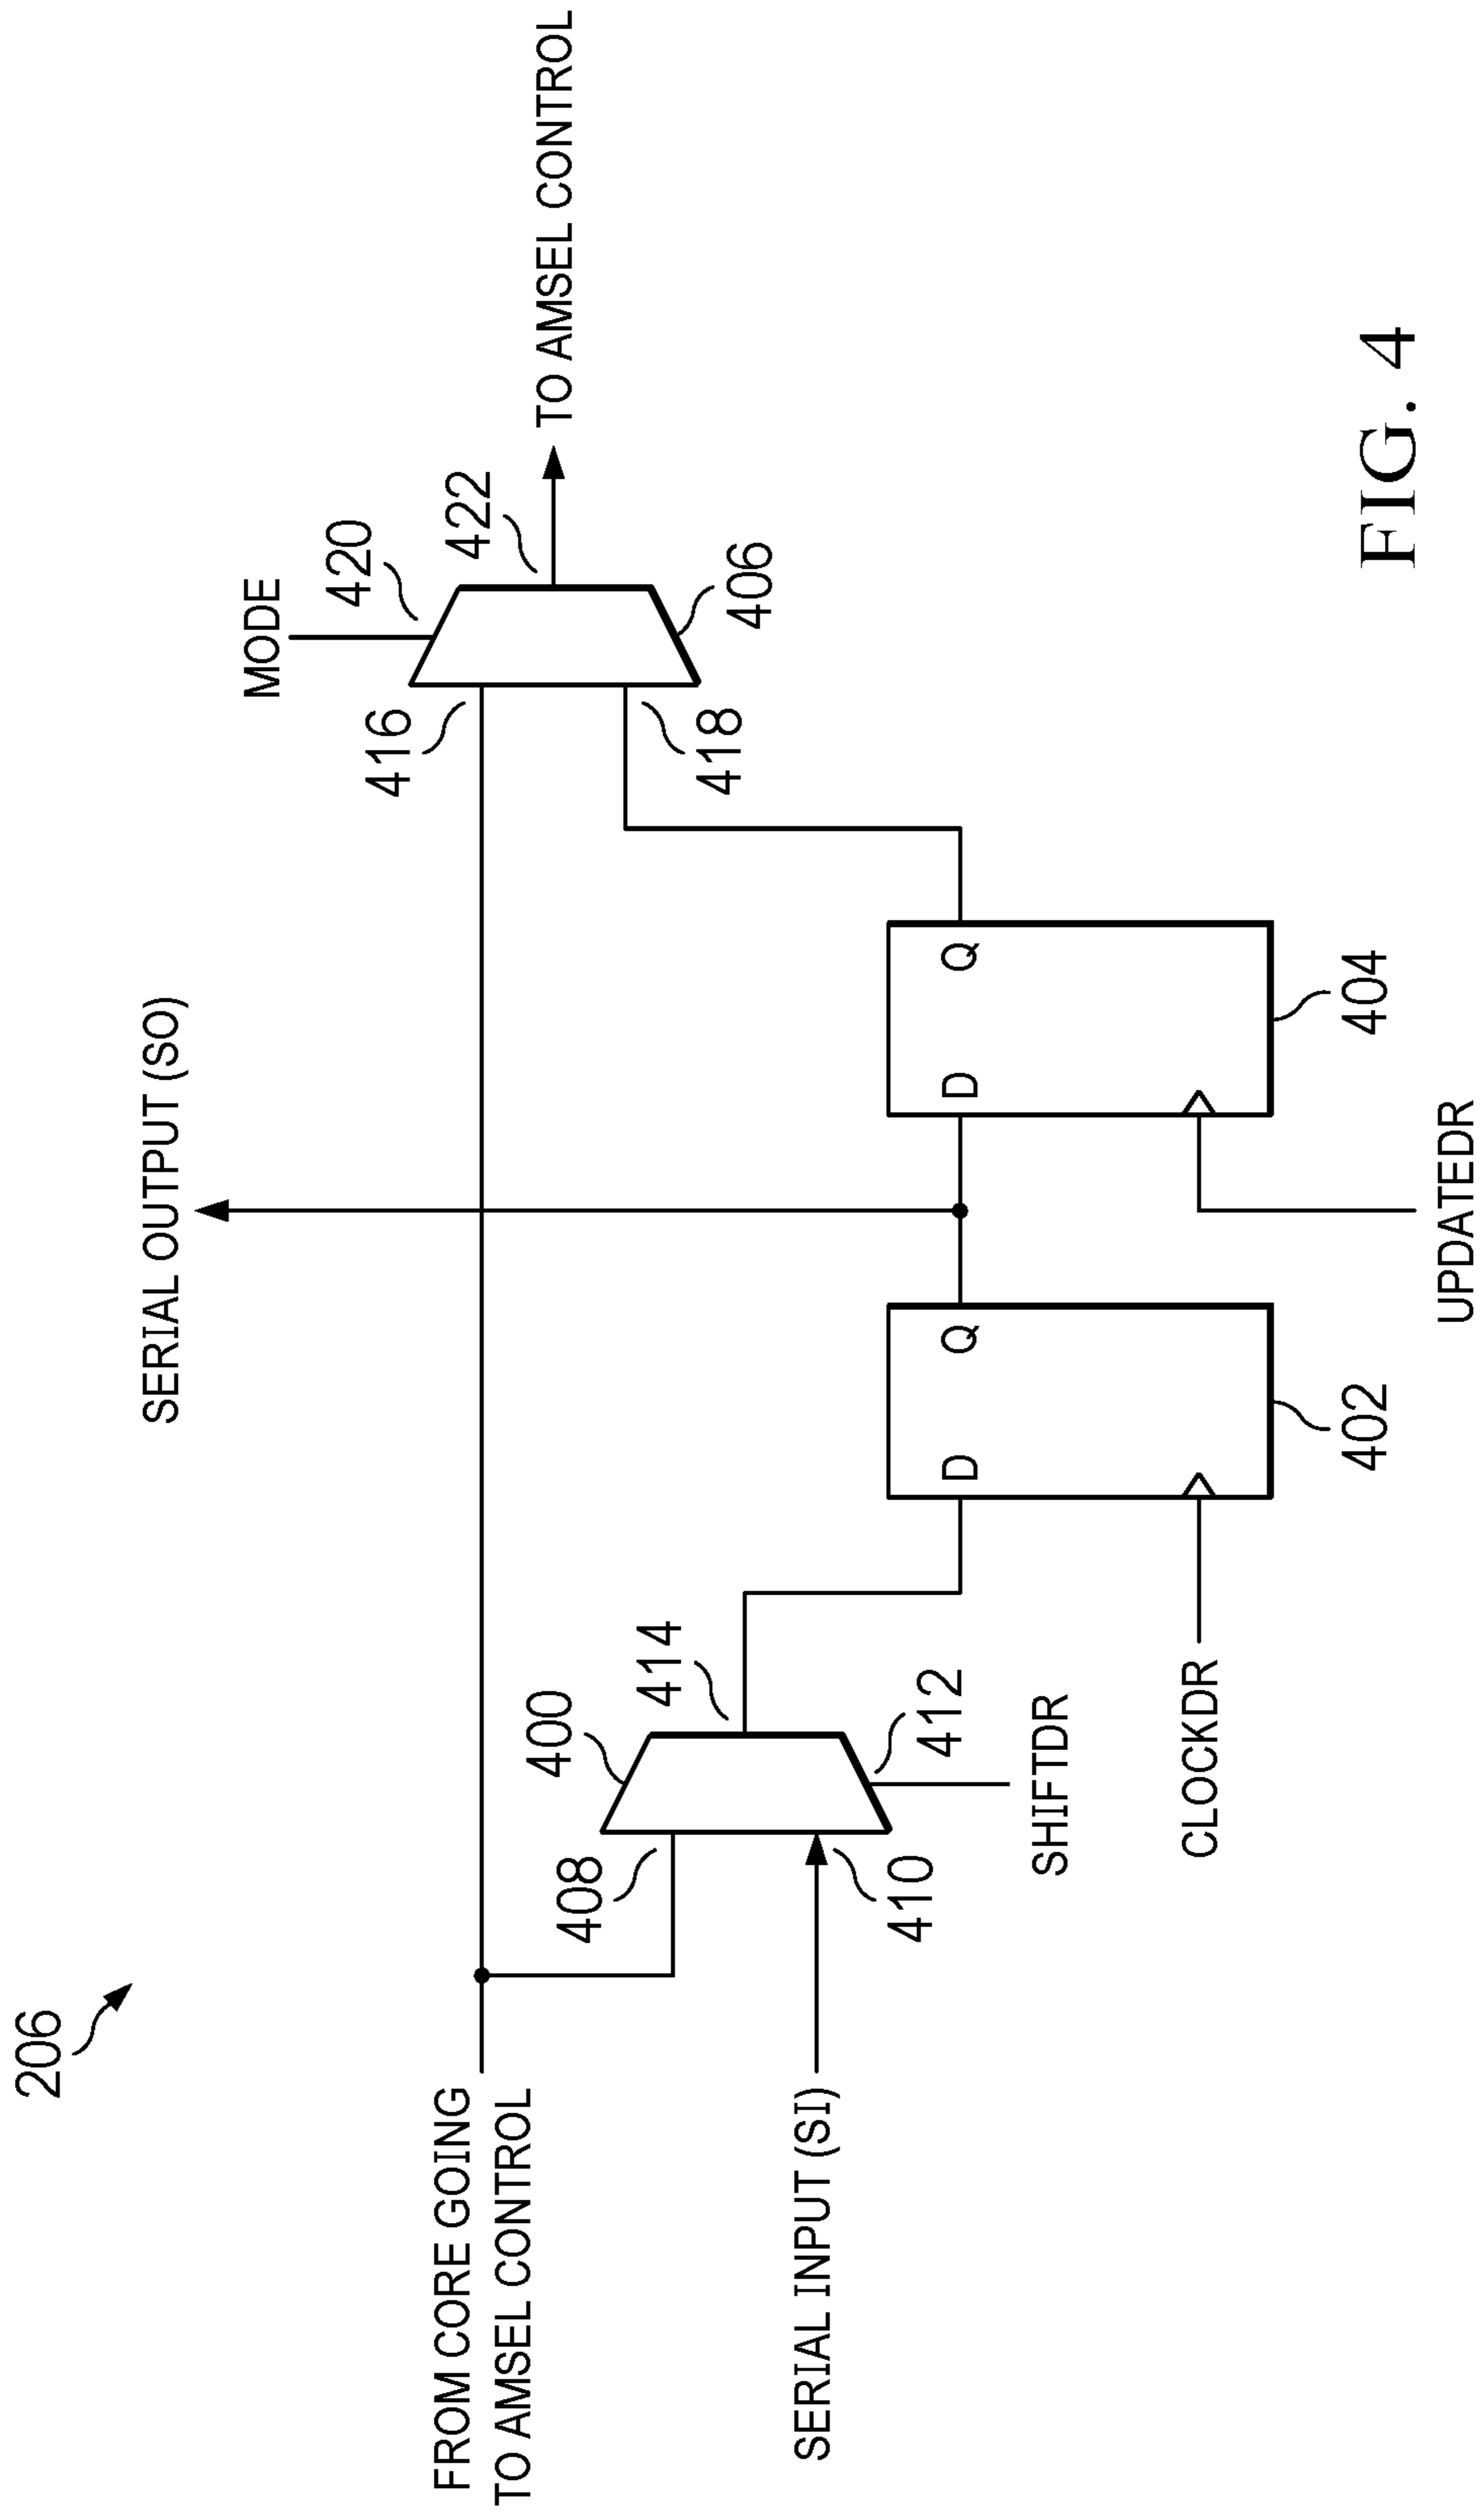 206
SERIAL OUTPUT (SO)
MODE
420
416
422
TO AMSEL CONTROL
FROM CORE GOING
TO AMSEL CONTROL
400
408
414
418
406
SERIAL INPUT (SI)
410
412
D
Q
D
Q
SHIFTDR
CLOCKDR
402
404
UPDATEDR
FIG. 4